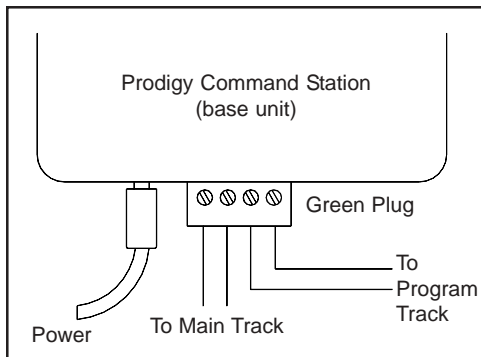 Prodigy Command Station
(base unit)
Green Plug
To
Program
Track
To Main Track
Power